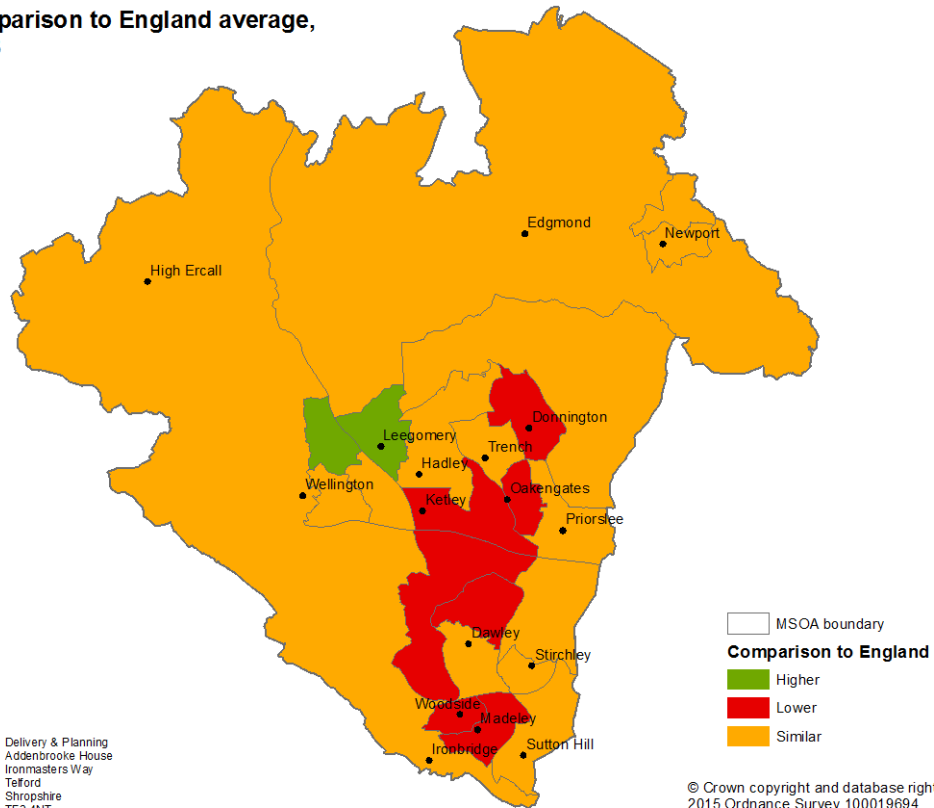 parison to England average,
Edgmond
Newport
High Ercall
Donnington
Leegomery
Trench
Hadley
Wellington
Oakengates
Ketley
Priorslee
Dawley
Stirchley
Woodside
Madeley
Ironbridge
Sutton Hill
MSOA boundary
Comparison to England
Higher
Lower
Similar
Delivery & Planning
Addenbrooke House
Ironmasters Way
Telford
Shropshire
TF3 4NT
© Crown copyright and database righ
2015 Ordnance Survey 100019694